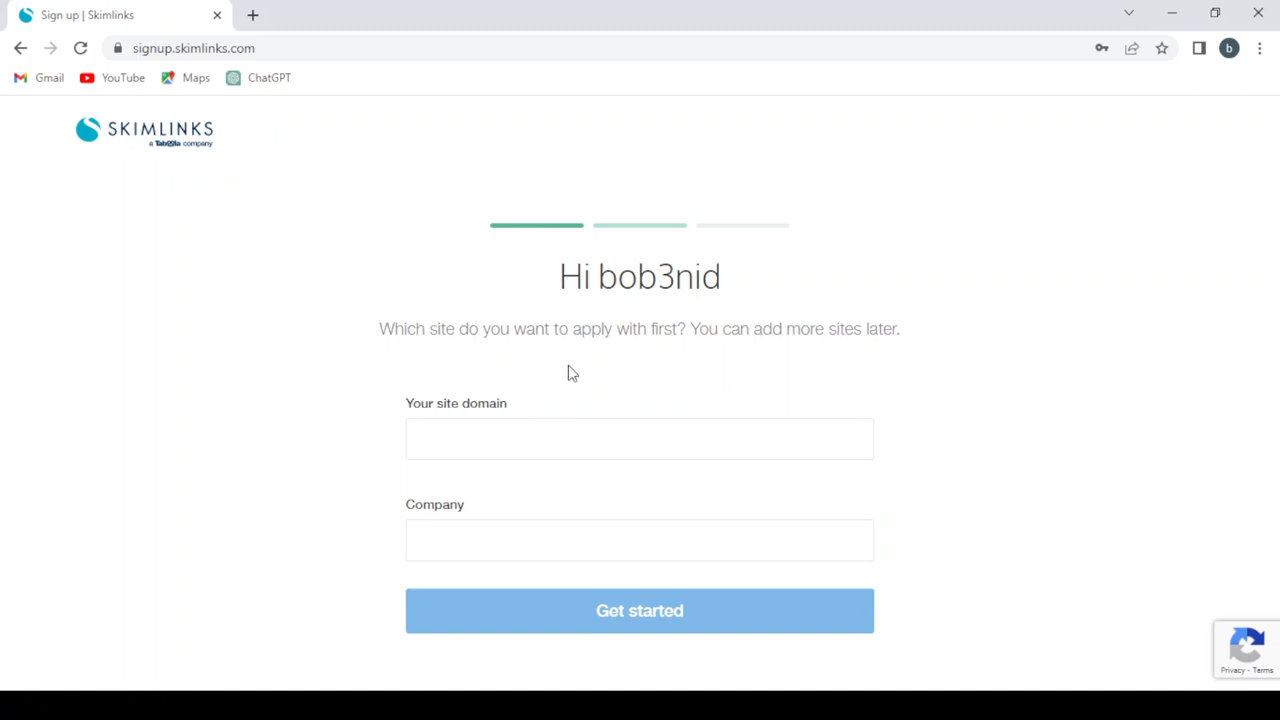 Sign up | Skimlinks
signup.skimlinks.com
b
Gmail
YouTube
Maps
ChatGPT
SKIMLINKS
a Taboola company
Hi bob3nid
Which site do you want to apply with first? You can add more sites later.
Your site domain
Company
Get started
Privacy - Terms